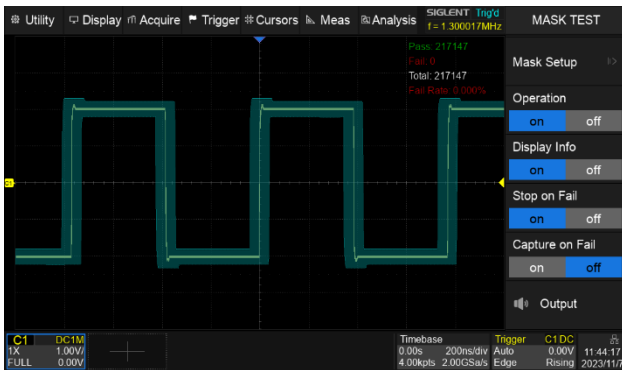 Utility Display Acquire Trigger Cursors Meas Analysis SIGLENT Trig'd MASK TEST
f = 1.300017MHz
Pass: 217147
Fail: 0
Total: 217147
Fail Rate: 0.000%
Mask Setup
Operation
on off
Display Info
on off
Stop on Fail
on off
Capture on Fail
on off
Output
C1
C1 DC1M
1X 1.00V/
FULL 0.00V
Timebase
0.00s 200ns/div
4.00kpts 2.00GSa/s
Trigger C1 DC
Auto 0.00V
Edge Rising
11:44:17